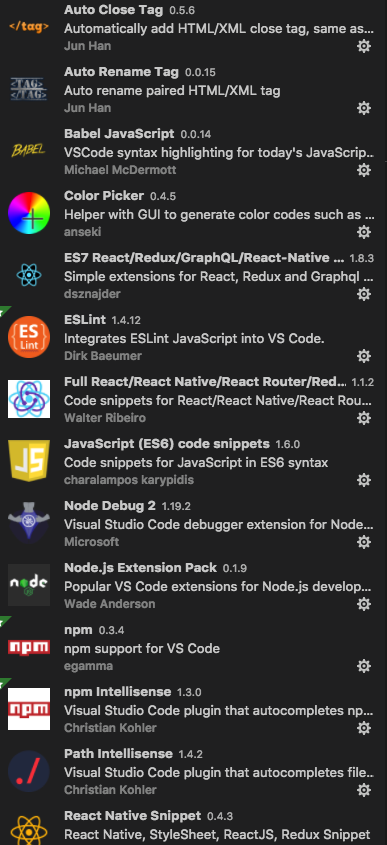 </tag>
Auto Close Tag 0.5.6
Automatically add HTML/XML close tag, same as...
Jun Han
<TAG>
</TAG>
Auto Rename Tag 0.0.15
Auto rename paired HTML/XML tag
Jun Han
BABEL
Babel JavaScript 0.0.14
VSCode syntax highlighting for today's JavaScrip...
Michael McDermott
Color Picker 0.4.5
Helper with GUI to generate color codes such as ...
anseki
ES7 React/Redux/GraphQL/React-Native ... 1.8.3
Simple extensions for React, Redux and Graphql ...
dsznajder
ES
Lint
ESLint 1.4.12
Integrates ESLint JavaScript into VS Code.
Dirk Baeumer
Full React/React Native/React Router/Red... 1.1.2
Code snippets for React/React Native/React Rou...
Walter Ribeiro
JS
JavaScript (ES6) code snippets 1.6.0
Code snippets for JavaScript in ES6 syntax
charalampos karypidis
Node Debug 2 1.19.2
Visual Studio Code debugger extension for Node...
Microsoft
node
Node.js Extension Pack 0.1.9
Popular VS Code extensions for Node.js develop...
Wade Anderson
npm
npm 0.3.4
npm support for VS Code
egamma
npm
npm Intellisense 1.3.0
Visual Studio Code plugin that autocompletes np...
Christian Kohler
./
Path Intellisense 1.4.2
Visual Studio Code plugin that autocompletes file...
Christian Kohler
React Native Snippet 0.4.3
React Native, StyleSheet, ReactJS, Redux Snippet